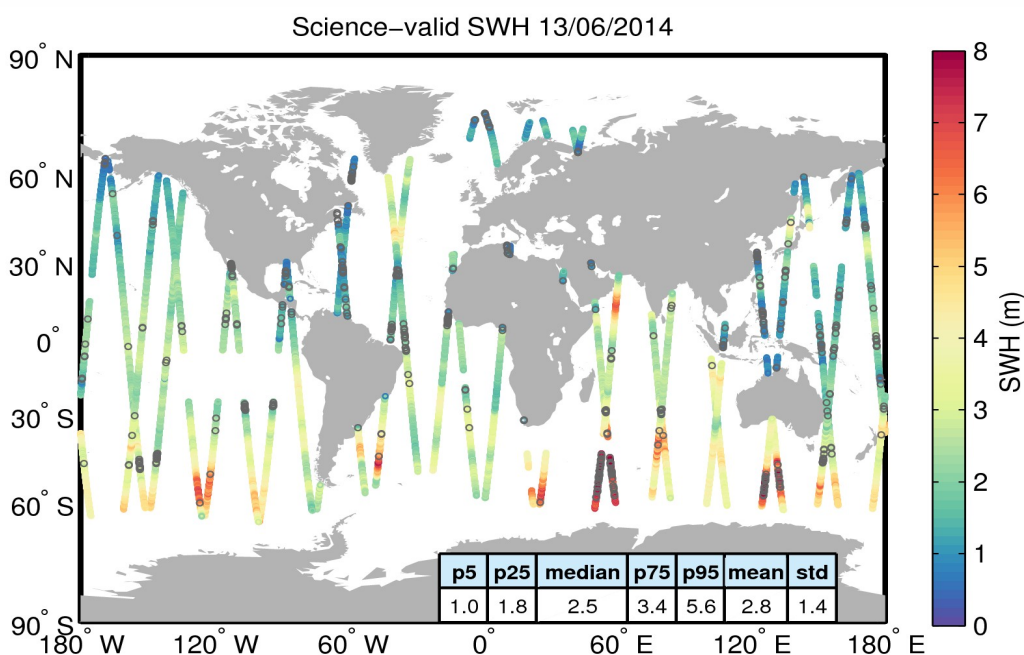 Science−valid SWH 13/06/2014
90° N
60° N
30° N
0°
30° S
60° S
90° S
180° W
120° W
60° W
0°
60° E
120° E
180° E
p5 p25 median p75 p95 mean std
1.0 1.8 2.5 3.4 5.6 2.8 1.4
8
7
6
5
4
3
2
1
0
SWH (m)